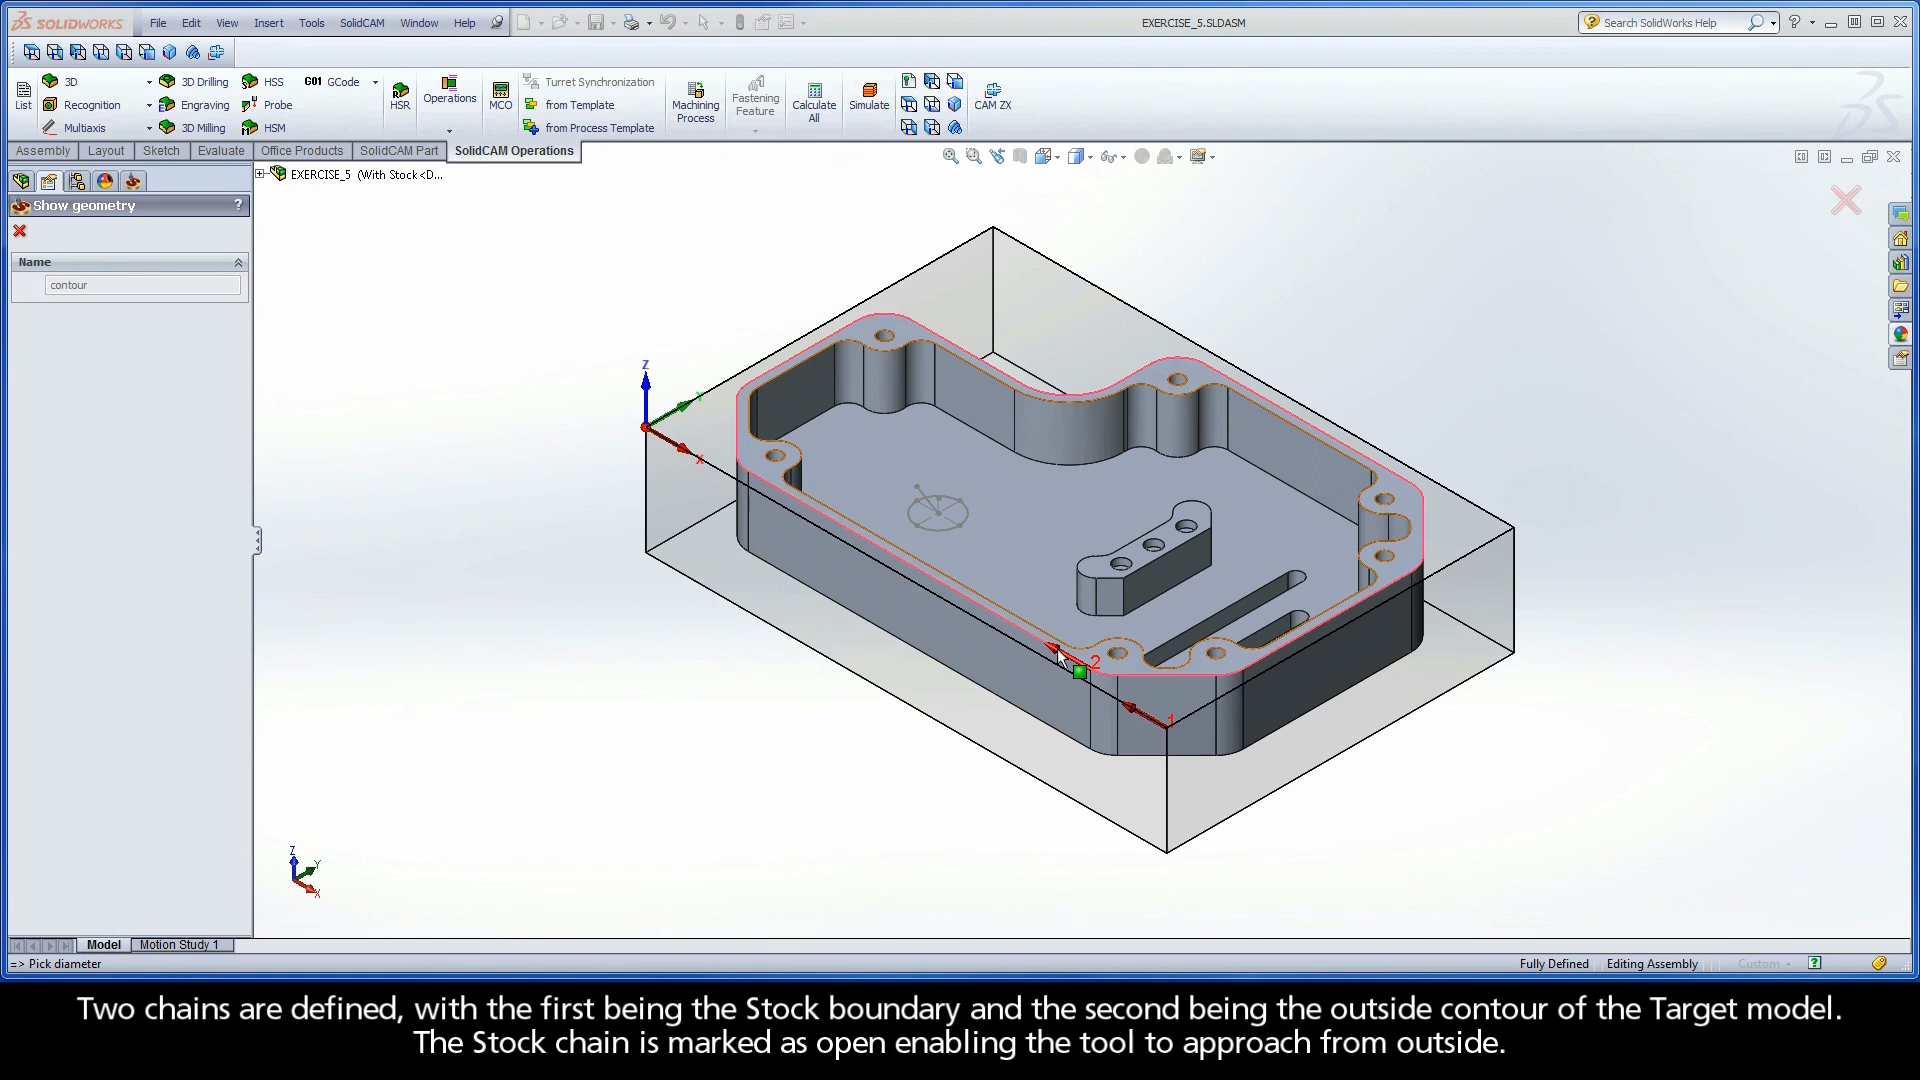 SOLIDWORKS File Edit View Insert Tools SolidCAM Window Help EXERCISE_5.SLDASM Search SolidWorks Help
3D 3D Drilling HSS G01 GCode Turret Synchronization
List Recognition Engraving Probe HSR Operations MCO from Template Machining Process Fastening Feature Calculate All Simulate CAM ZX
Multiaxis 3D Milling HSM from Process Template
Assembly Layout Sketch Evaluate Office Products SolidCAM Part SolidCAM Operations
EXERCISE_5 (With Stock<D...
Show geometry ?
Name
contour
Z
Y
X
2
1
Z
Y
X
Model Motion Study 1
=> Pick diameter Fully Defined Editing Assembly Custom
Two chains are defined, with the first being the Stock boundary and the second being the outside contour of the Target model.
The Stock chain is marked as open enabling the tool to approach from outside.